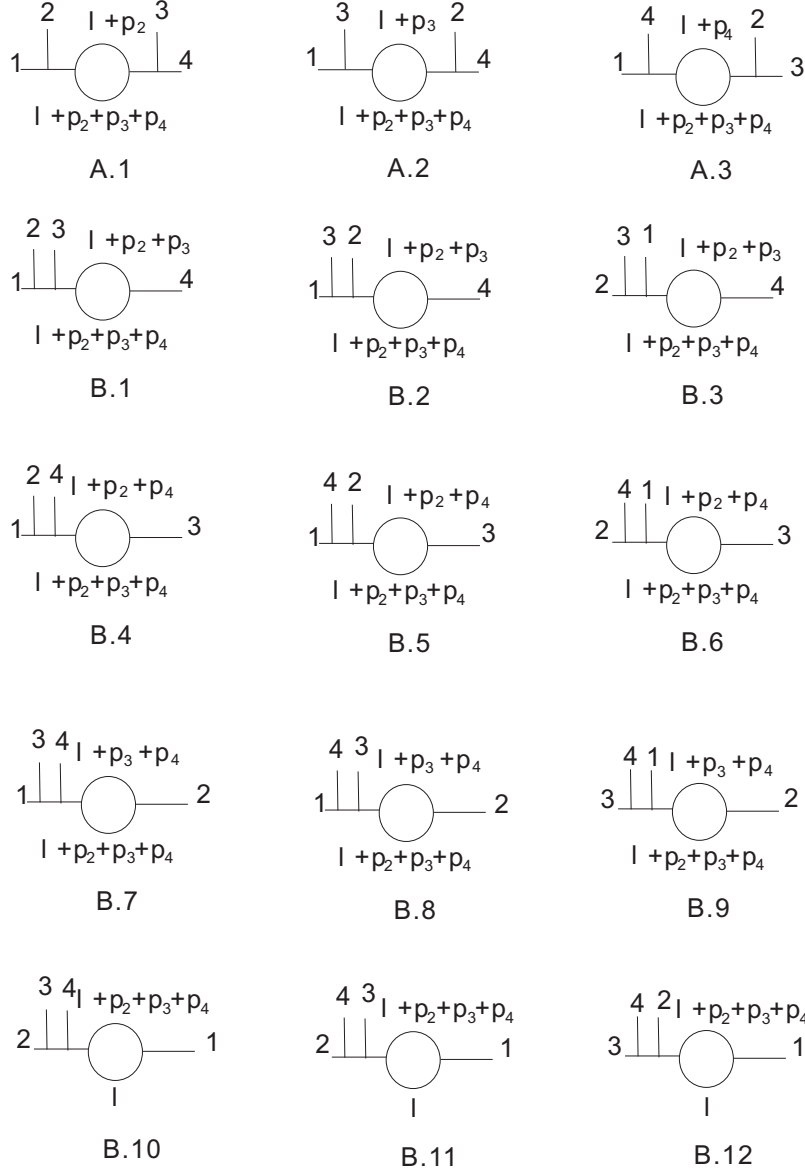 2 l + p₂ 3
1 4
l + p₂ + p₃ + p₄
A.1
3 l + p₃ 2
1 4
l + p₂ + p₃ + p₄
A.2
4 l + p₄ 2
1 3
l + p₂ + p₃ + p₄
A.3
2 3 l + p₂ + p₃
1 4
l + p₂ + p₃ + p₄
B.1
3 2 l + p₂ + p₃
1 4
l + p₂ + p₃ + p₄
B.2
3 1 l + p₂ + p₃
2 4
l + p₂ + p₃ + p₄
B.3
2 4 l + p₂ + p₄
1 3
l + p₂ + p₃ + p₄
B.4
4 2 l + p₂ + p₄
1 3
l + p₂ + p₃ + p₄
B.5
4 1 l + p₂ + p₄
2 3
l + p₂ + p₃ + p₄
B.6
3 4 l + p₃ + p₄
1 2
l + p₂ + p₃ + p₄
B.7
4 3 l + p₃ + p₄
1 2
l + p₂ + p₃ + p₄
B.8
4 1 l + p₃ + p₄
3 2
l + p₂ + p₃ + p₄
B.9
3 4 l + p₂ + p₃ + p₄
2 1
l
B.10
4 3 l + p₂ + p₃ + p₄
2 1
l
B.11
4 2 l + p₂ + p₃ + p₄
3 1
l
B.12